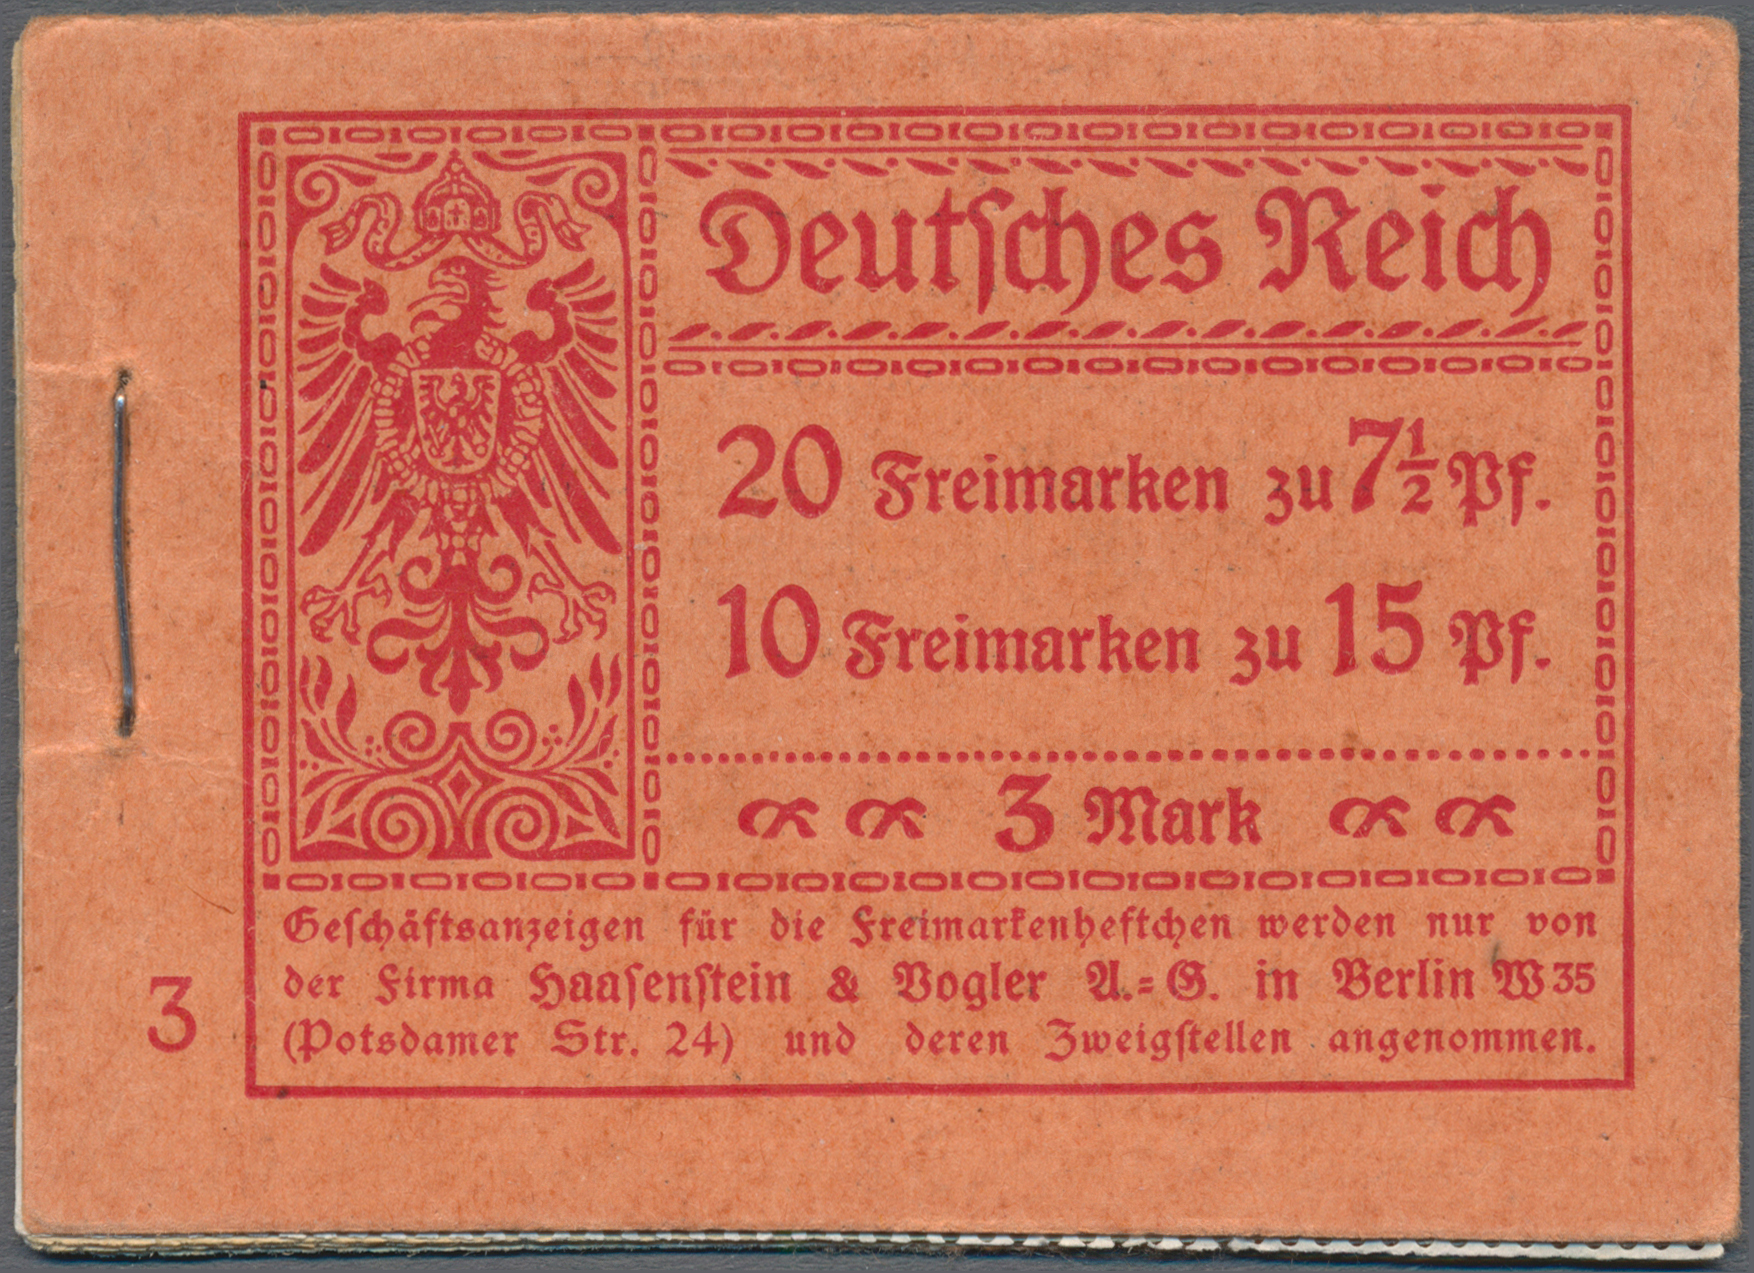 Deutſches Reich
20 Freimarken zu 7½ Pf.
10 Freimarken zu 15 Pf.
3 Mark
Geſchäftsanzeigen für die Freimarkenheftchen werden nur von
der Firma Haaſenſtein & Vogler A.=G. in Berlin W 35
(Potsdamer Str. 24) und deren Zweigſtellen angenommen.
3